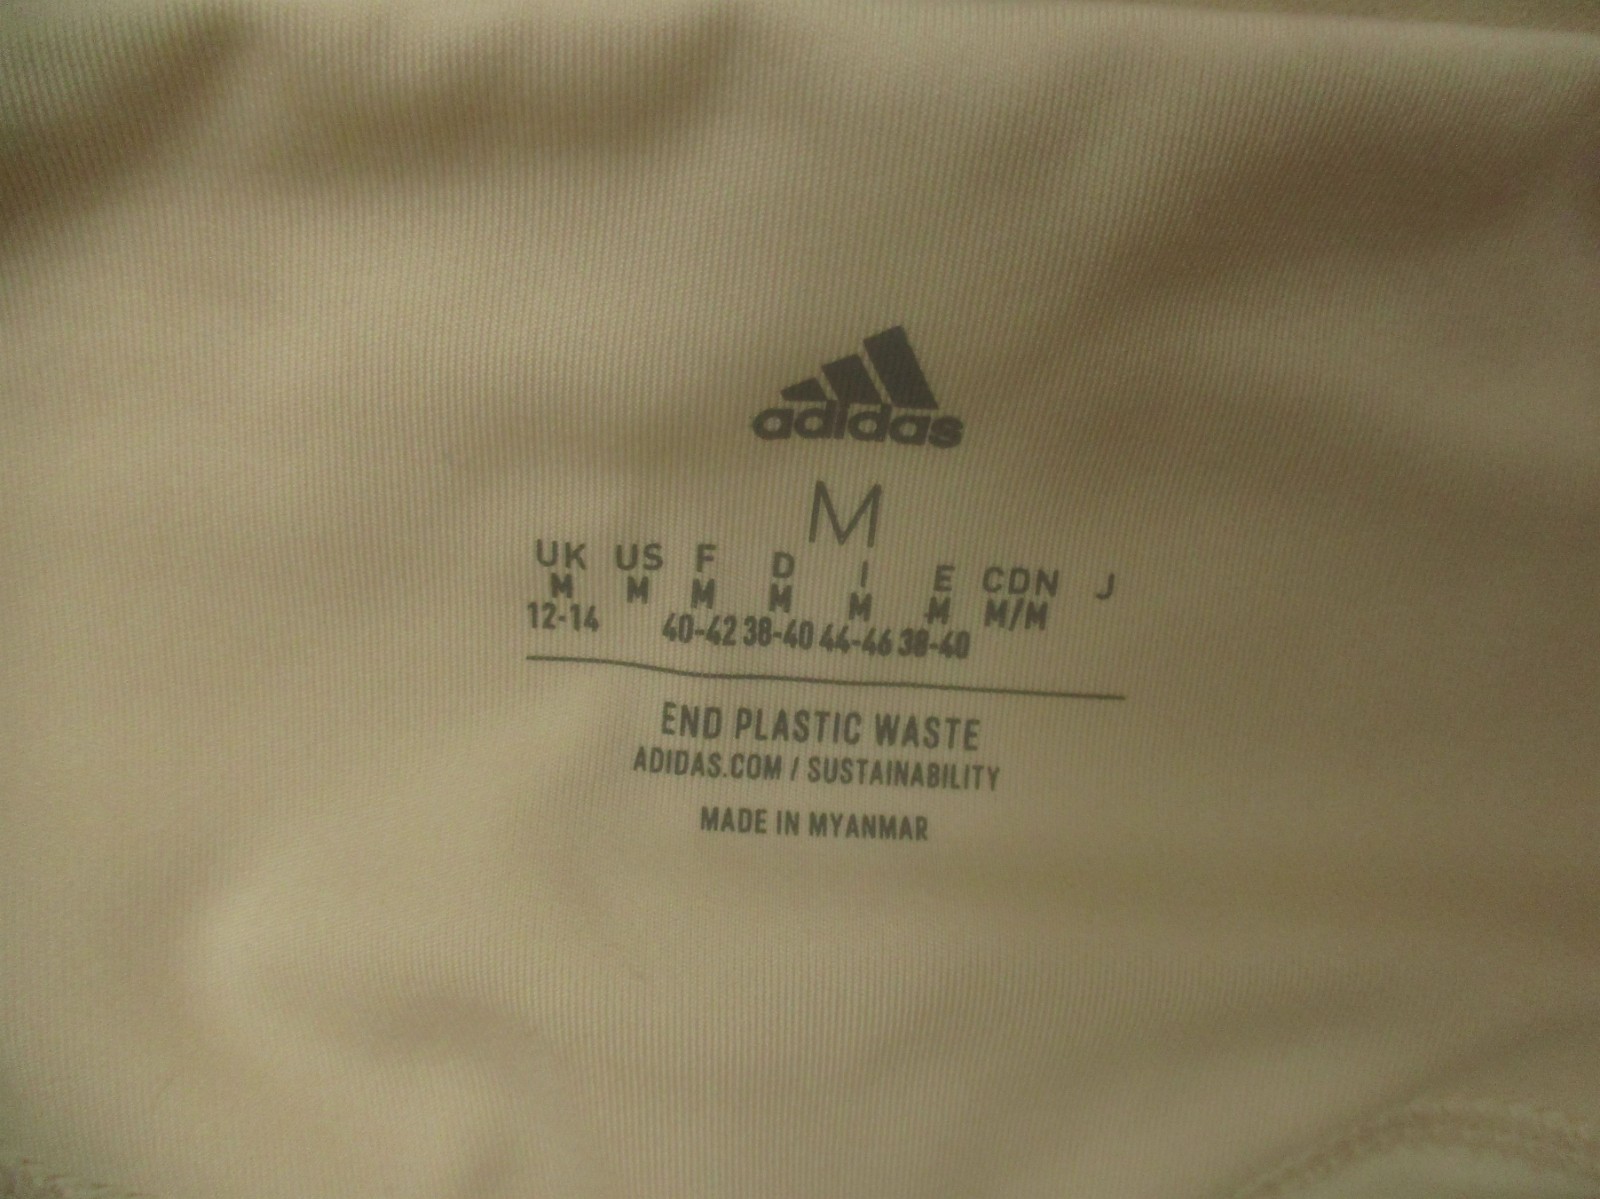 adidas
M
UK US F D I E CDN J
M M M M M M M/M
12-14 40-42 38-40 44-46 38-40
END PLASTIC WASTE
ADIDAS.COM / SUSTAINABILITY
MADE IN MYANMAR